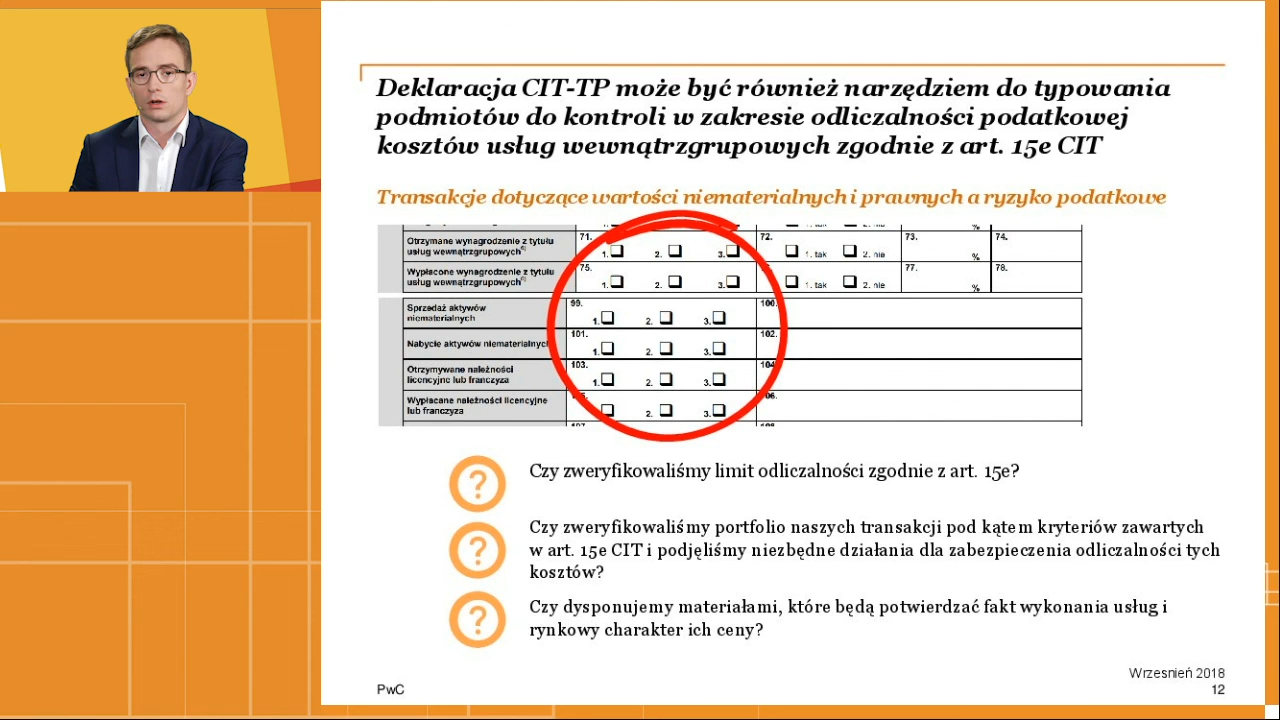 Deklaracja CIT-TP może być również narzędziem do typowania
podmiotów do kontroli w zakresie odliczalności podatkowej
kosztów usług wewnątrzgrupowych zgodnie z art. 15e CIT
Transakcje dotyczące wartości niematerialnych i prawnych a ryzyko podatkowe
1. tak 2. nie %
Otrzymane wynagrodzenie z tytułu
usług wewnątrzgrupowych
71. 1. 2. 3. 72. 1. tak 2. nie 73. % 74.
Wypłacone wynagrodzenie z tytułu
usług wewnątrzgrupowych
75. 1. 2. 3. 1. tak 2. nie 77. % 78.
Sprzedaż aktywów
niematerialnych
99. 1. 2. 3. 100.
Nabycie aktywów niematerialnych
101. 1. 2. 3. 102.
Otrzymywane należności
licencyjne lub franczyza
103. 1. 2. 3. 104.
Wypłacane należności licencyjne
lub franczyza
2. 3. 106.
107. 108.
Czy zweryfikowaliśmy limit odliczalności zgodnie z art. 15e?
Czy zweryfikowaliśmy portfolio naszych transakcji pod kątem kryteriów zawartych
w art. 15e CIT i podjęliśmy niezbędne działania dla zabezpieczenia odliczalności tych
kosztów?
Czy dysponujemy materiałami, które będą potwierdzać fakt wykonania usług i
rynkowy charakter ich ceny?
Wrzesnień 2018
PwC 12